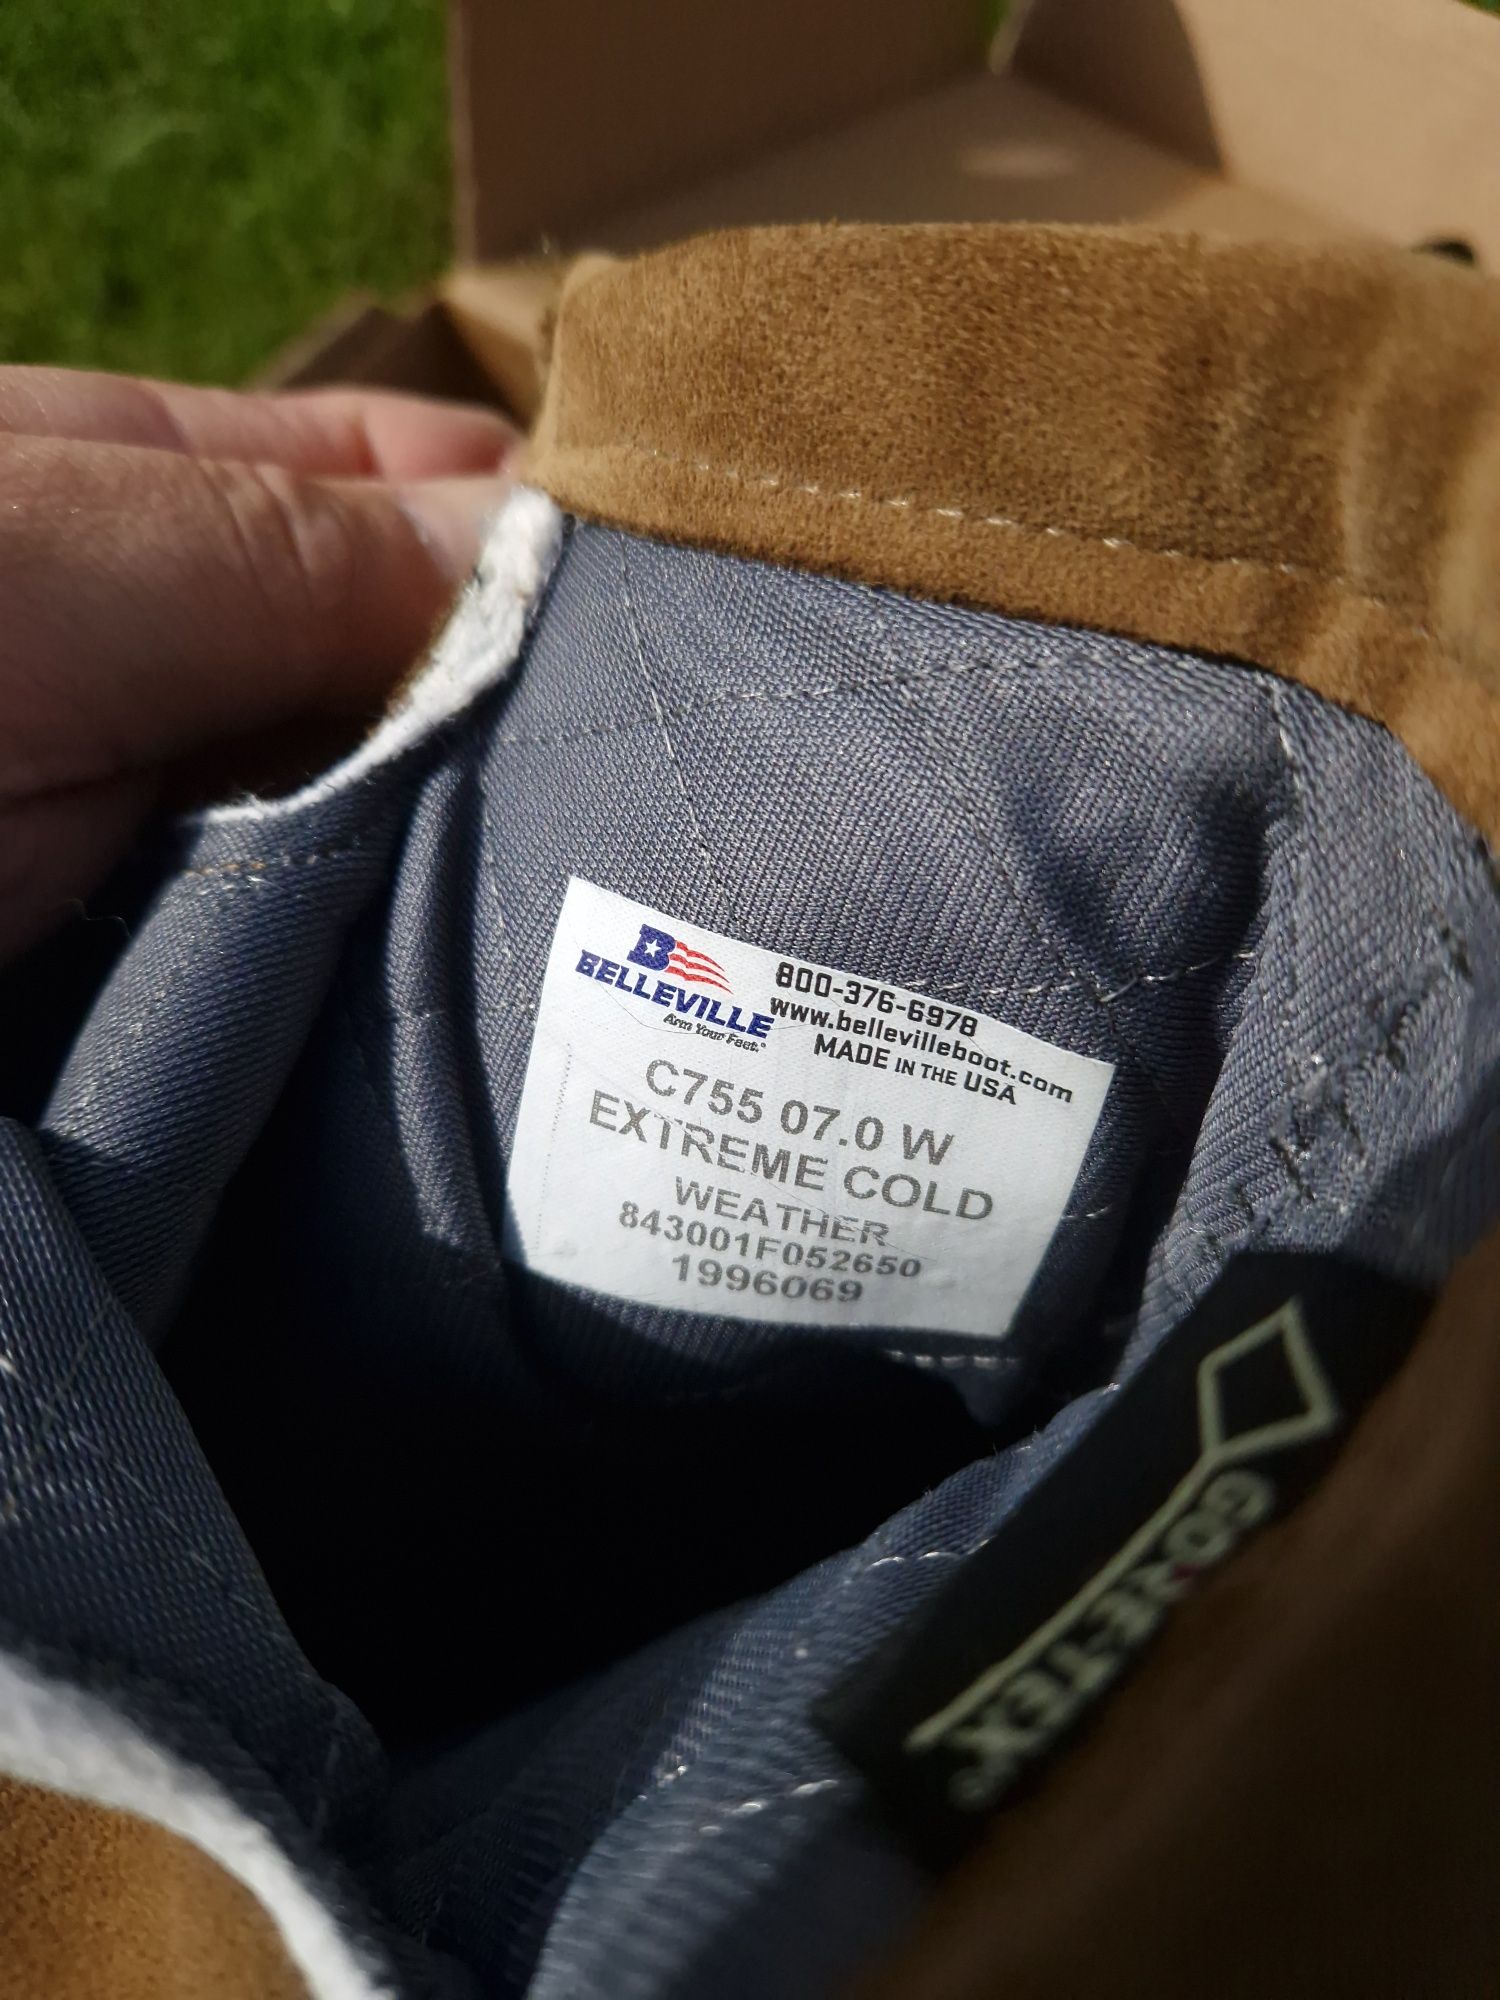 BELLEVILLE
Arm Your Feet.®
800-376-6978
www.bellevilleboot.com
MADE IN THE USA
C755 07.0 W
EXTREME COLD
WEATHER
843001F052650
1996069
GORE-TEX®